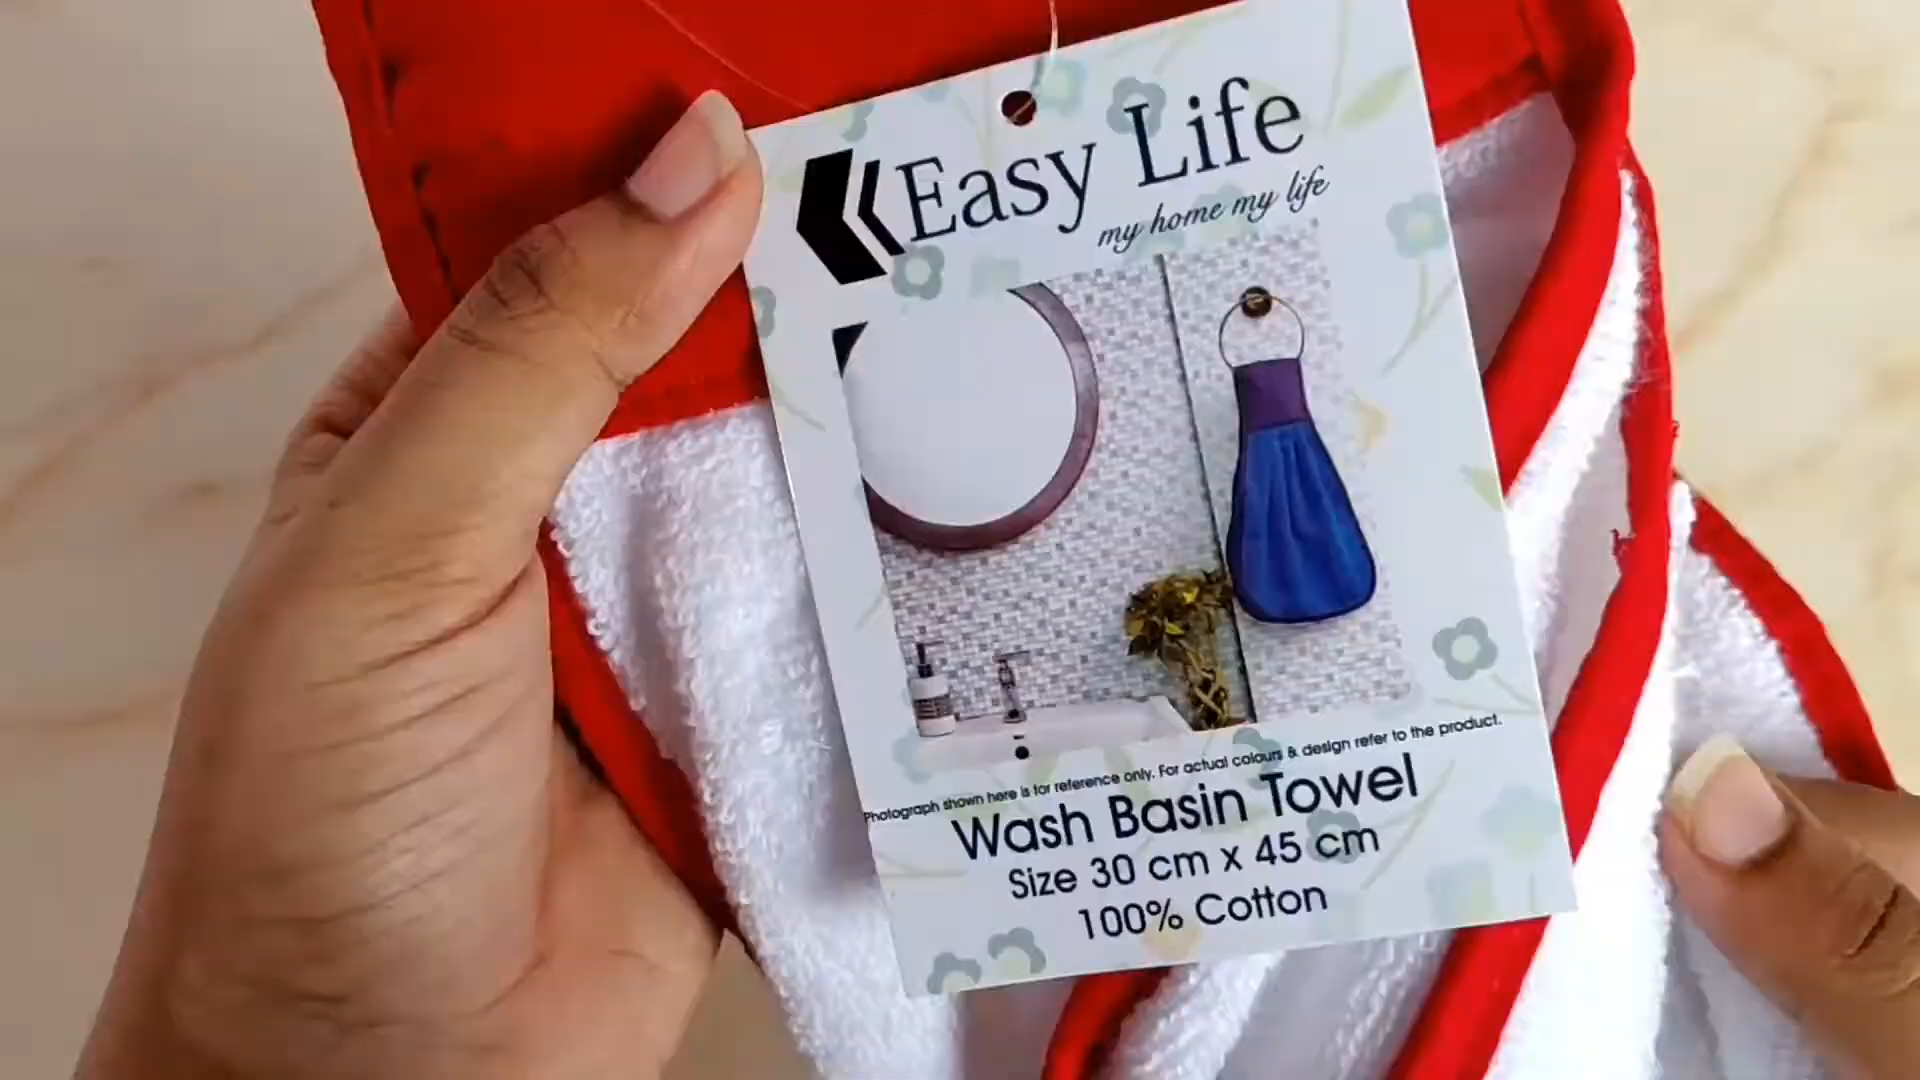 Easy Life
my home my life
Photograph shown here is for reference only. For actual colours & design refer to the product.
Wash Basin Towel
Size 30 cm x 45 cm
100% Cotton